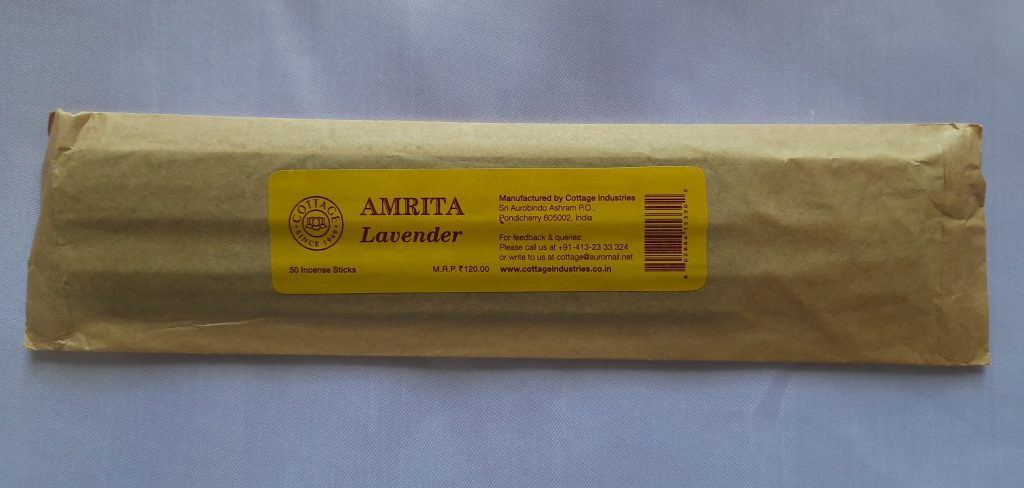 COTTAGE
SINCE 1969
AMRITA
Lavender
50 Incense Sticks
M.R.P. ₹120.00
Manufactured by Cottage Industries
Sri Aurobindo Ashram P.O.,
Pondicherry 605002, India
For feedback & queries:
Please call us at +91-413-23 33 324
or write to us at cottage@auromail.net
www.cottageindustries.co.in